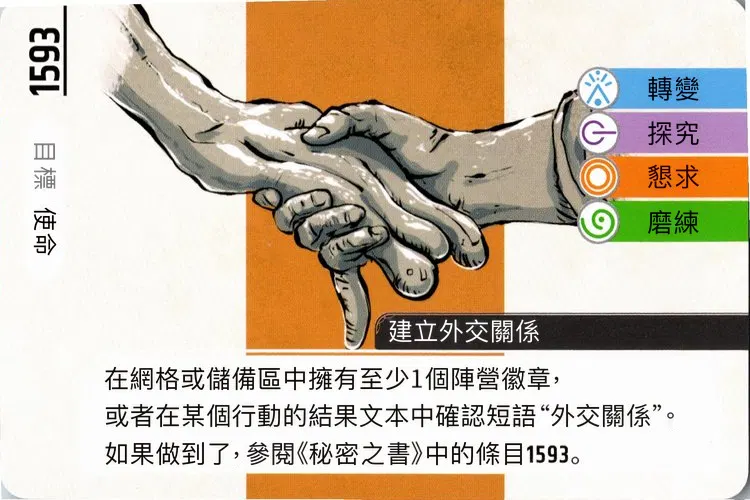 1593
目標 使命
轉變
探究
懇求
磨練
建立外交關係
在網格或儲備區中擁有至少1個陣營徽章，
或者在某個行動的結果文本中確認短語“外交關係”。
如果做到了，參閱《秘密之書》中的條目1593。